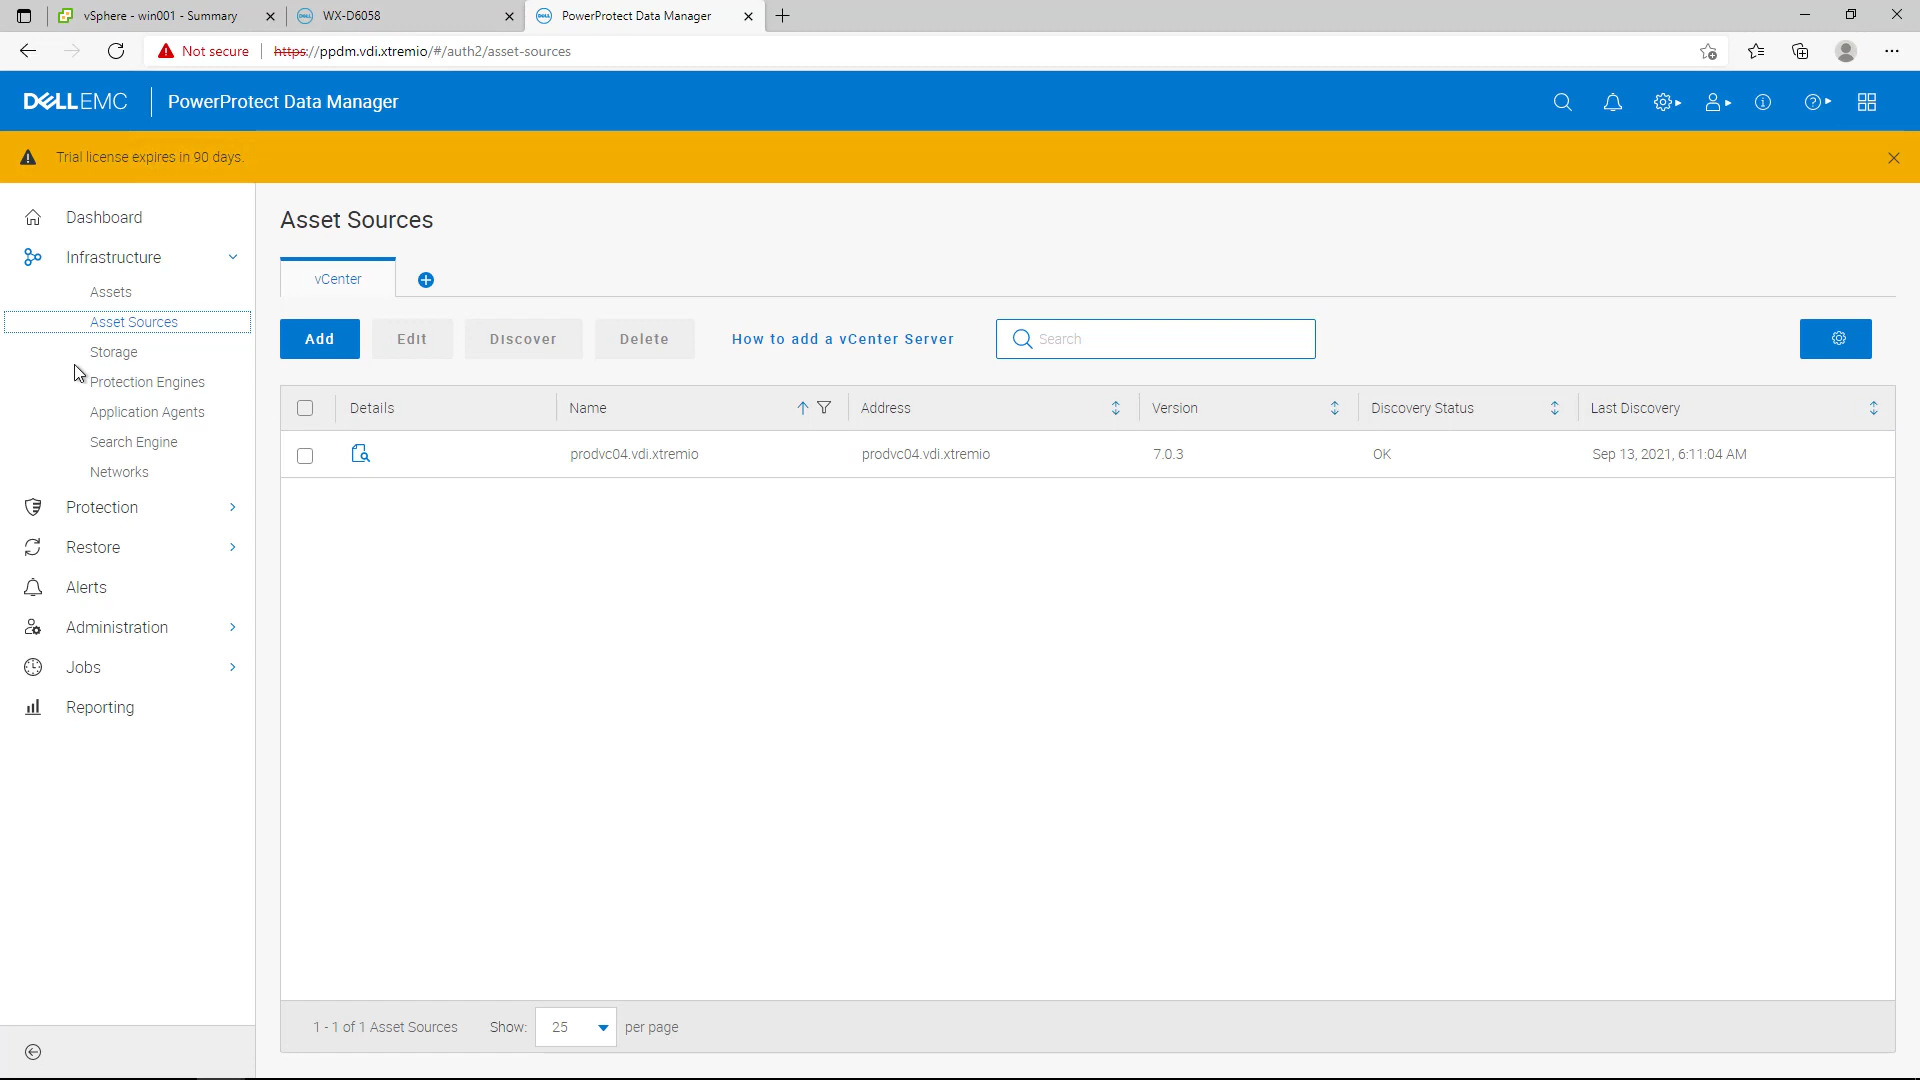 vSphere - win001 - Summary
WX-D6058
PowerProtect Data Manager
Not secure
https://ppdm.vdi.xtremio/#/auth2/asset-sources
DELLEMC
PowerProtect Data Manager
Trial license expires in 90 days.
Dashboard
Infrastructure
Assets
Asset Sources
Storage
Protection Engines
Application Agents
Search Engine
Networks
Protection
Restore
Alerts
Administration
Jobs
Reporting
Asset Sources
vCenter
Add Edit Discover Delete How to add a vCenter Server Search
Details Name Address Version Discovery Status Last Discovery
prodvc04.vdi.xtremio prodvc04.vdi.xtremio 7.0.3 OK Sep 13, 2021, 6:11:04 AM
1 - 1 of 1 Asset Sources Show: 25 per page